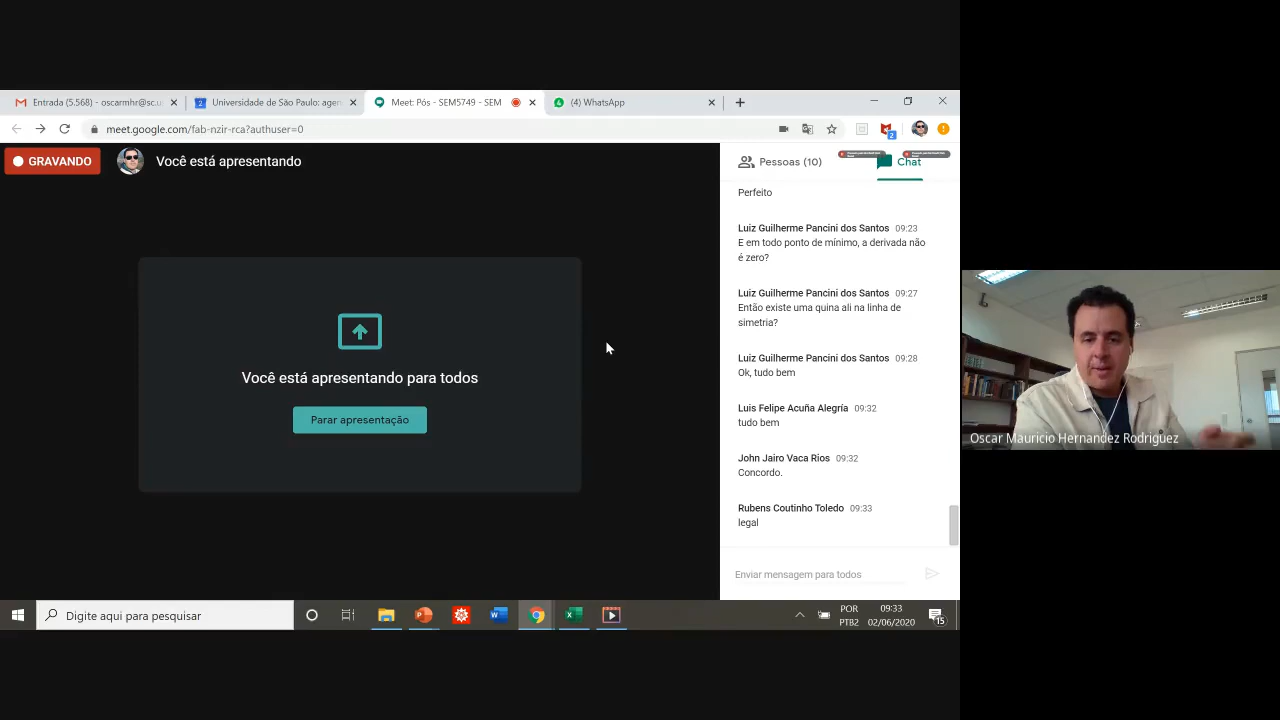 Entrada (5.568) - oscarmhr@sc.u
Universidade de São Paulo: agen
Meet: Pós - SEM5749 - SEM
(4) WhatsApp
meet.google.com/fab-nzir-rca?authuser=0
2
GRAVANDO
Você está apresentando
Pessoas (10)
Chat
Perfeito
Luiz Guilherme Pancini dos Santos 09:23
E em todo ponto de mínimo, a derivada não
é zero?
Luiz Guilherme Pancini dos Santos 09:27
Então existe uma quina ali na linha de
simetria?
Luiz Guilherme Pancini dos Santos 09:28
Ok, tudo bem
Luis Felipe Acuña Alegría 09:32
tudo bem
John Jairo Vaca Rios 09:32
Concordo.
Rubens Coutinho Toledo 09:33
legal
Enviar mensagem para todos
Você está apresentando para todos
Parar apresentação
Oscar Mauricio Hernandez Rodriguez
Digite aqui para pesquisar
POR
PTB2
09:33
02/06/2020
15